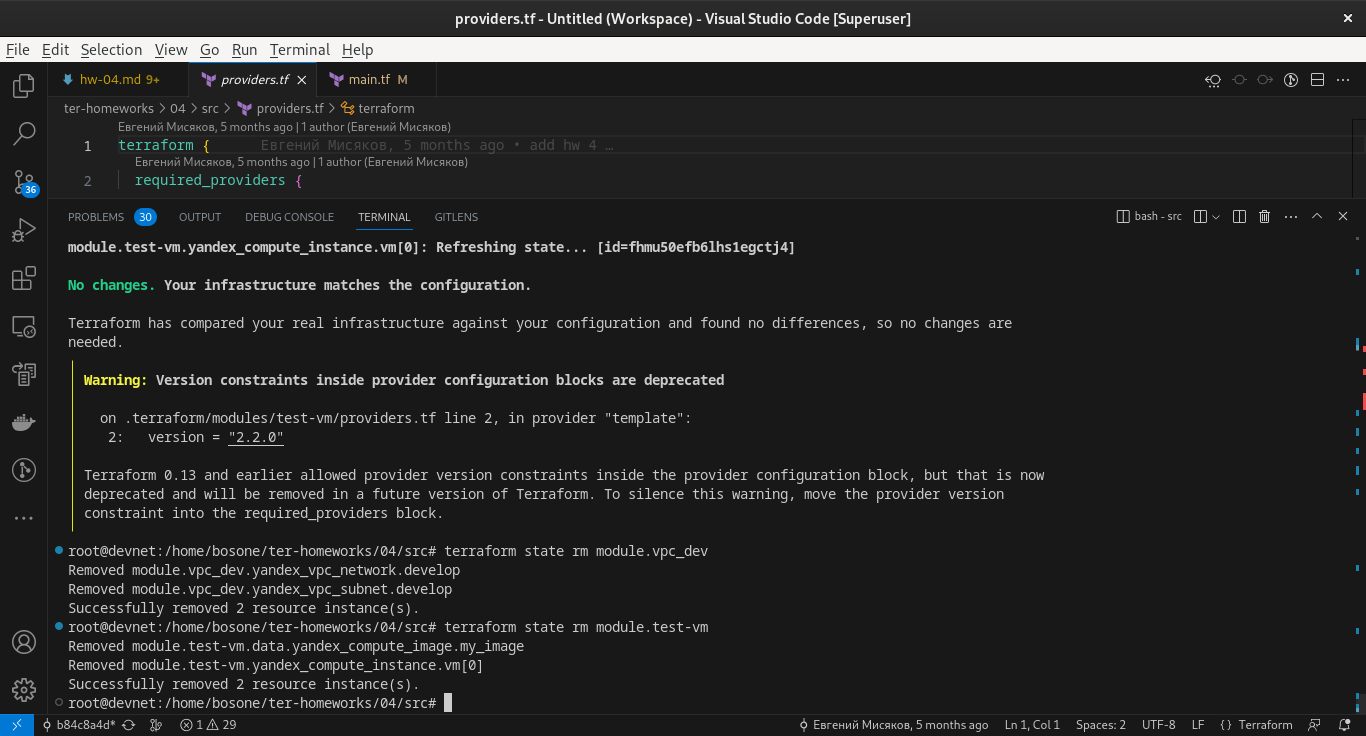 providers.tf - Untitled (Workspace) - Visual Studio Code [Superuser]
File Edit Selection View Go Run Terminal Help
hw-04.md 9+ providers.tf main.tf M
ter-homeworks > 04 > src > providers.tf > terraform
Евгений Мисяков, 5 months ago | 1 author (Евгений Мисяков)
1 terraform { Евгений Мисяков, 5 months ago • add hw 4 …
Евгений Мисяков, 5 months ago | 1 author (Евгений Мисяков)
2 required_providers {
36
PROBLEMS 30 OUTPUT DEBUG CONSOLE TERMINAL GITLENS bash - src
module.test-vm.yandex_compute_instance.vm[0]: Refreshing state... [id=fhmu50efb6lhs1egctj4]
No changes. Your infrastructure matches the configuration.
Terraform has compared your real infrastructure against your configuration and found no differences, so no changes are
needed.
Warning: Version constraints inside provider configuration blocks are deprecated
on .terraform/modules/test-vm/providers.tf line 2, in provider "template":
2: version = "2.2.0"
Terraform 0.13 and earlier allowed provider version constraints inside the provider configuration block, but that is now
deprecated and will be removed in a future version of Terraform. To silence this warning, move the provider version
constraint into the required_providers block.
root@devnet:/home/bosone/ter-homeworks/04/src# terraform state rm module.vpc_dev
Removed module.vpc_dev.yandex_vpc_network.develop
Removed module.vpc_dev.yandex_vpc_subnet.develop
Successfully removed 2 resource instance(s).
root@devnet:/home/bosone/ter-homeworks/04/src# terraform state rm module.test-vm
Removed module.test-vm.data.yandex_compute_image.my_image
Removed module.test-vm.yandex_compute_instance.vm[0]
Successfully removed 2 resource instance(s).
root@devnet:/home/bosone/ter-homeworks/04/src#
b84c8a4d* 1 29 Евгений Мисяков, 5 months ago Ln 1, Col 1 Spaces: 2 UTF-8 LF {} Terraform